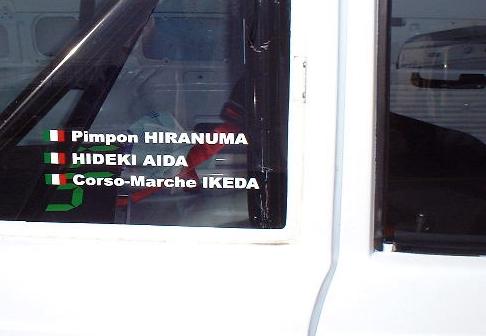 Pimpon HIRANUMA
HIDEKI AIDA
Corso-Marche IKEDA